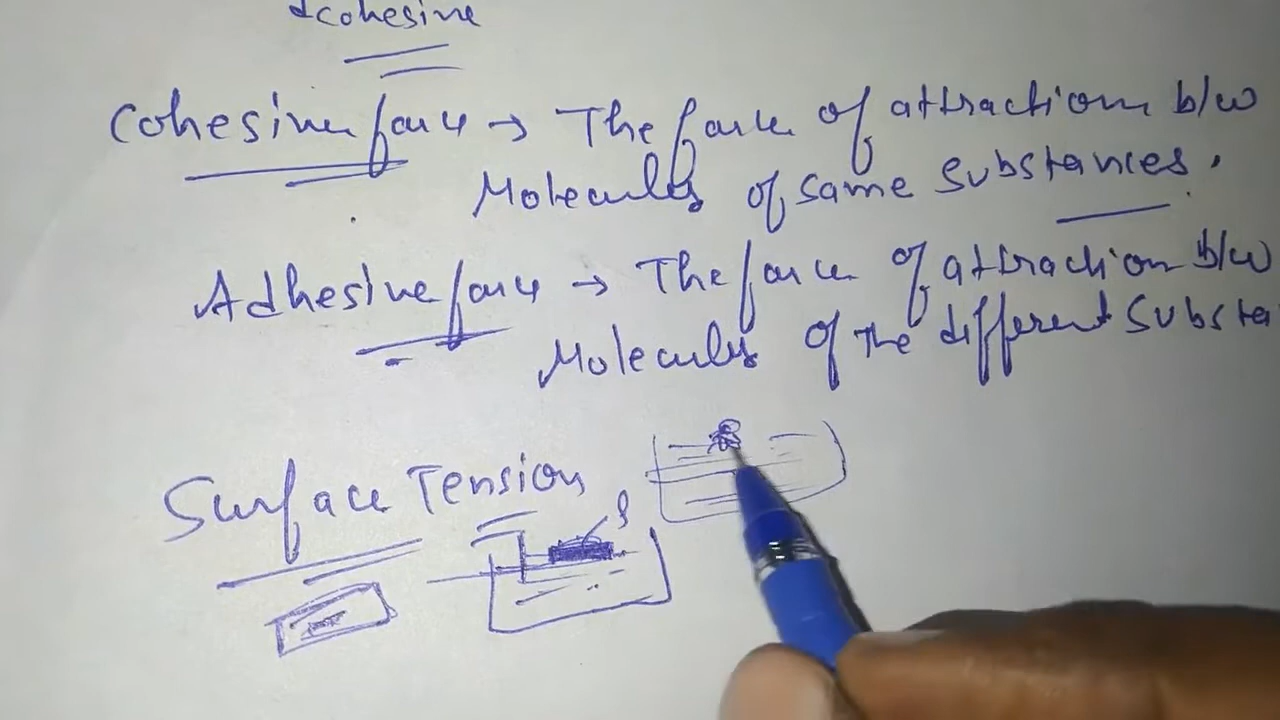 &cohesive
Cohesive force → The force of attraction b/w
Molecules of same substances.
Adhesive force → The force of attraction b/w
Molecules of the different Substa
Surface Tension